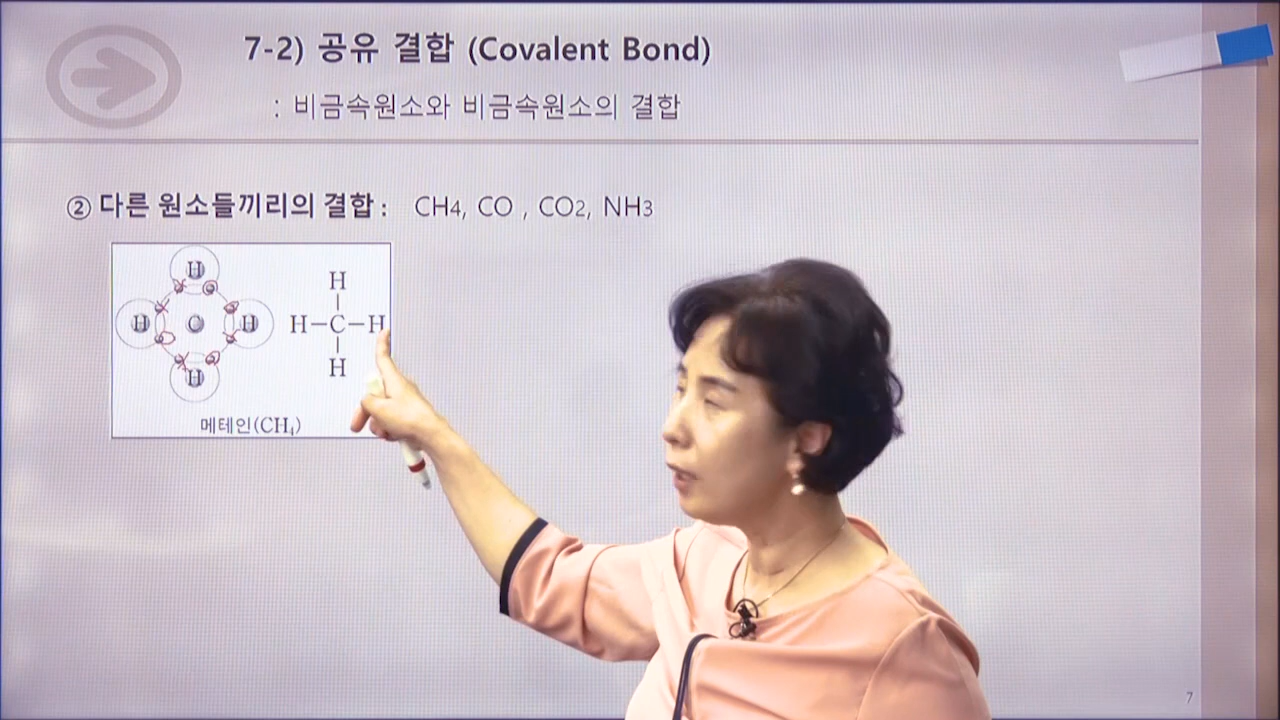 7-2) 공유 결합 (Covalent Bond)
: 비금속원소와 비금속원소의 결합
② 다른 원소들끼리의 결합 : CH4, CO , CO2, NH3
H
H C H
H
H
H－C－H
H
메테인(CH₄)
7